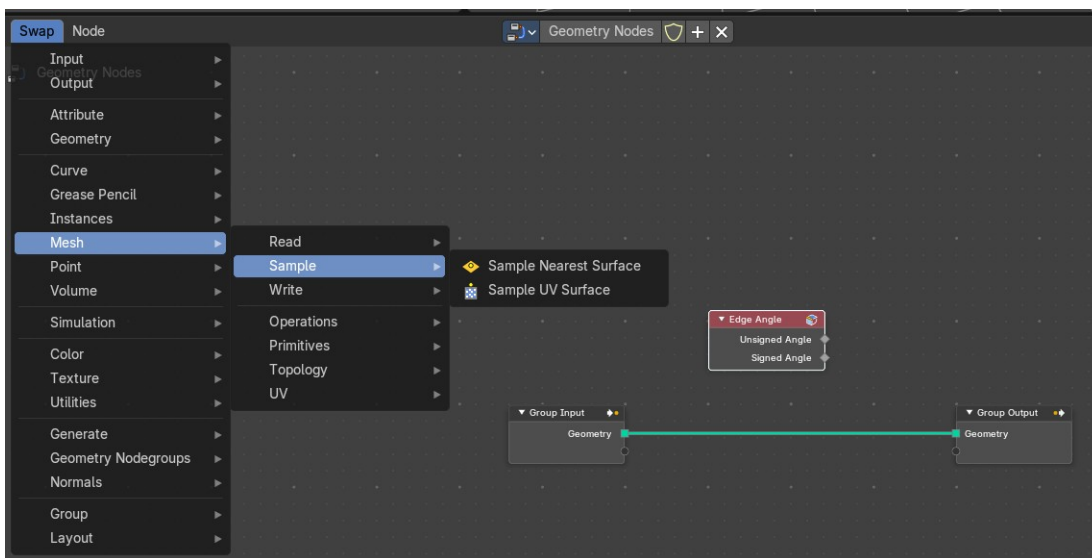 Swap Node
Geometry Nodes
Input
Geometry Nodes
Output
Attribute
Geometry
Curve
Grease Pencil
Instances
Mesh
Point
Volume
Simulation
Color
Texture
Utilities
Generate
Geometry Nodegroups
Normals
Group
Layout
Read
Sample
Write
Operations
Primitives
Topology
UV
Sample Nearest Surface
Sample UV Surface
Edge Angle
Unsigned Angle
Signed Angle
Group Input
Geometry
Group Output
Geometry